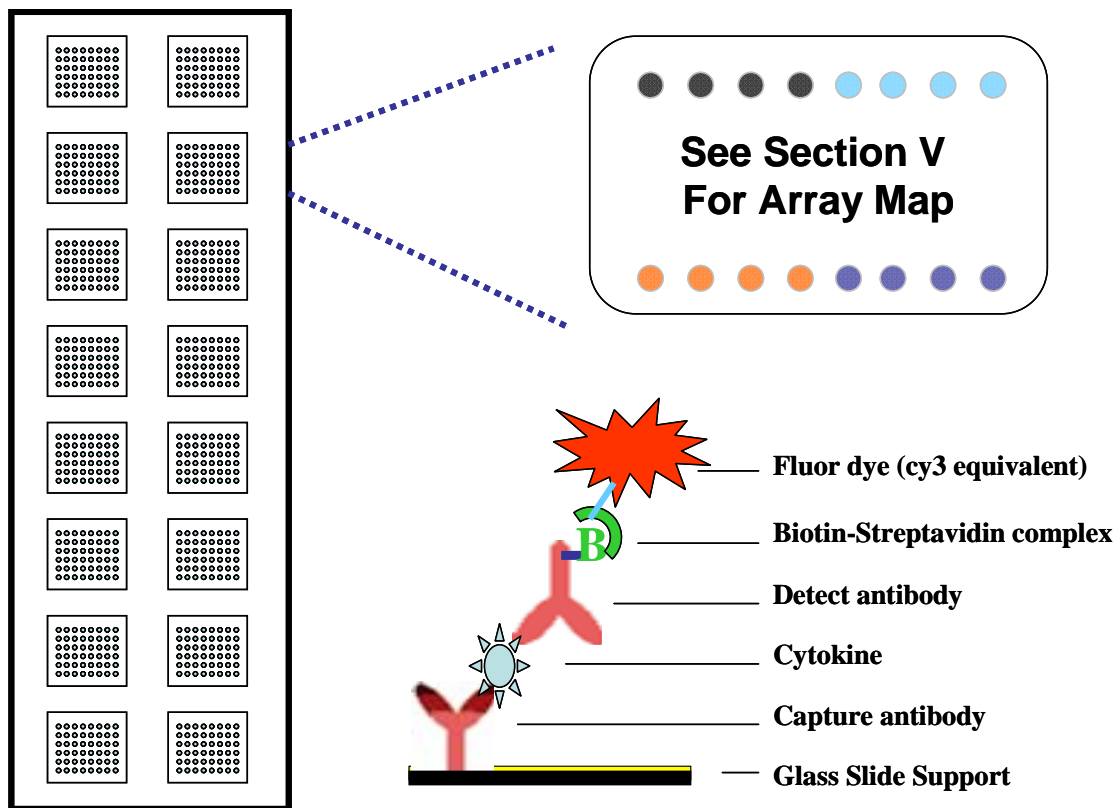 See Section V
For Array Map
Fluor dye (cy3 equivalent)
B
Biotin-Streptavidin complex
Detect antibody
Cytokine
Capture antibody
Glass Slide Support